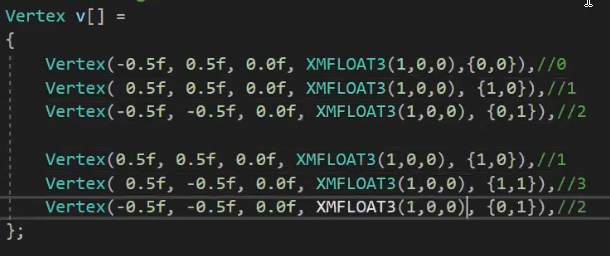 Vertex v[] =
{
Vertex(-0.5f, 0.5f, 0.0f, XMFLOAT3(1,0,0),{0,0}),//0
Vertex( 0.5f, 0.5f, 0.0f, XMFLOAT3(1,0,0), {1,0}),//1
Vertex(-0.5f, -0.5f, 0.0f, XMFLOAT3(1,0,0), {0,1}),//2
Vertex(0.5f, 0.5f, 0.0f, XMFLOAT3(1,0,0), {1,0}),//1
Vertex( 0.5f, -0.5f, 0.0f, XMFLOAT3(1,0,0), {1,1}),//3
Vertex(-0.5f, -0.5f, 0.0f, XMFLOAT3(1,0,0), {0,1}),//2
};